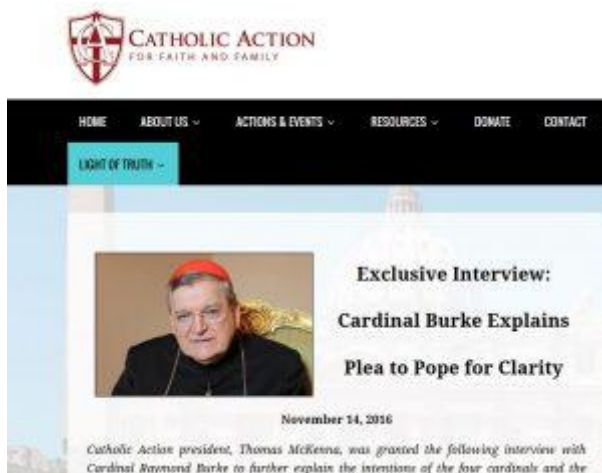 CATHOLIC ACTION
FOR FAITH AND FAMILY
HOME ABOUT US ACTIONS & EVENTS RESOURCES DONATE CONTACT
LIGHT OF TRUTH
Exclusive Interview:
Cardinal Burke Explains
Plea to Pope for Clarity
November 14, 2016
Catholic Action president, Thomas McKenna, was granted the following interview with
Cardinal Raymond Burke to further explain the intentions of the four cardinals and the